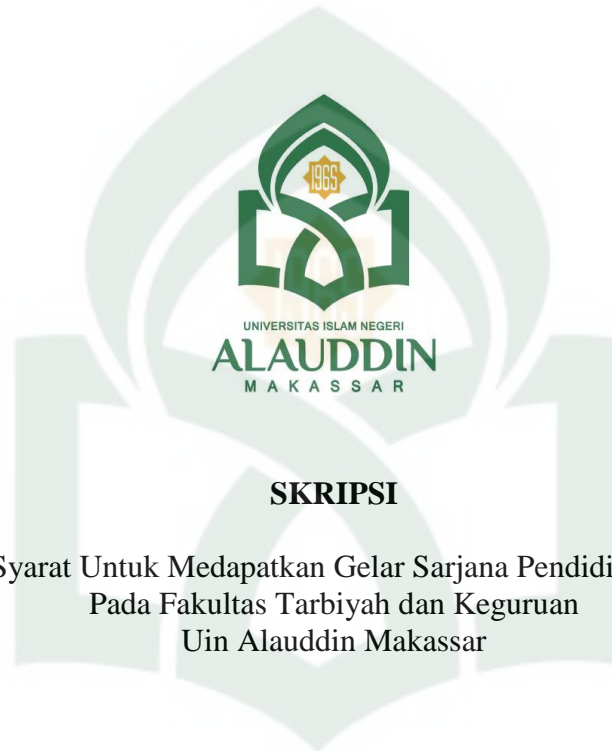 1965
UNIVERSITAS ISLAM NEGERI
ALAUDDIN
MAKASSAR
SKRIPSI
Syarat Untuk Medapatkan Gelar Sarjana
Pada Fakultas Tarbiyah dan Keguruan
Uin Alauddin Makassar